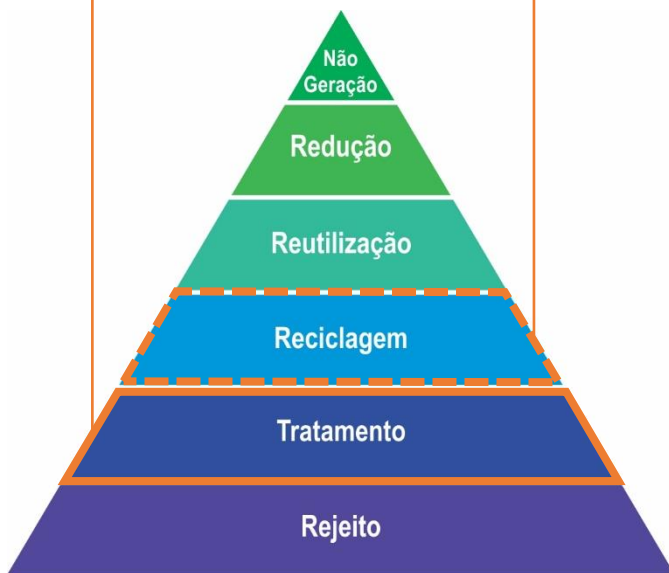 Não
Geração
Redução
Reutilização
Reciclagem
Tratamento
Rejeito